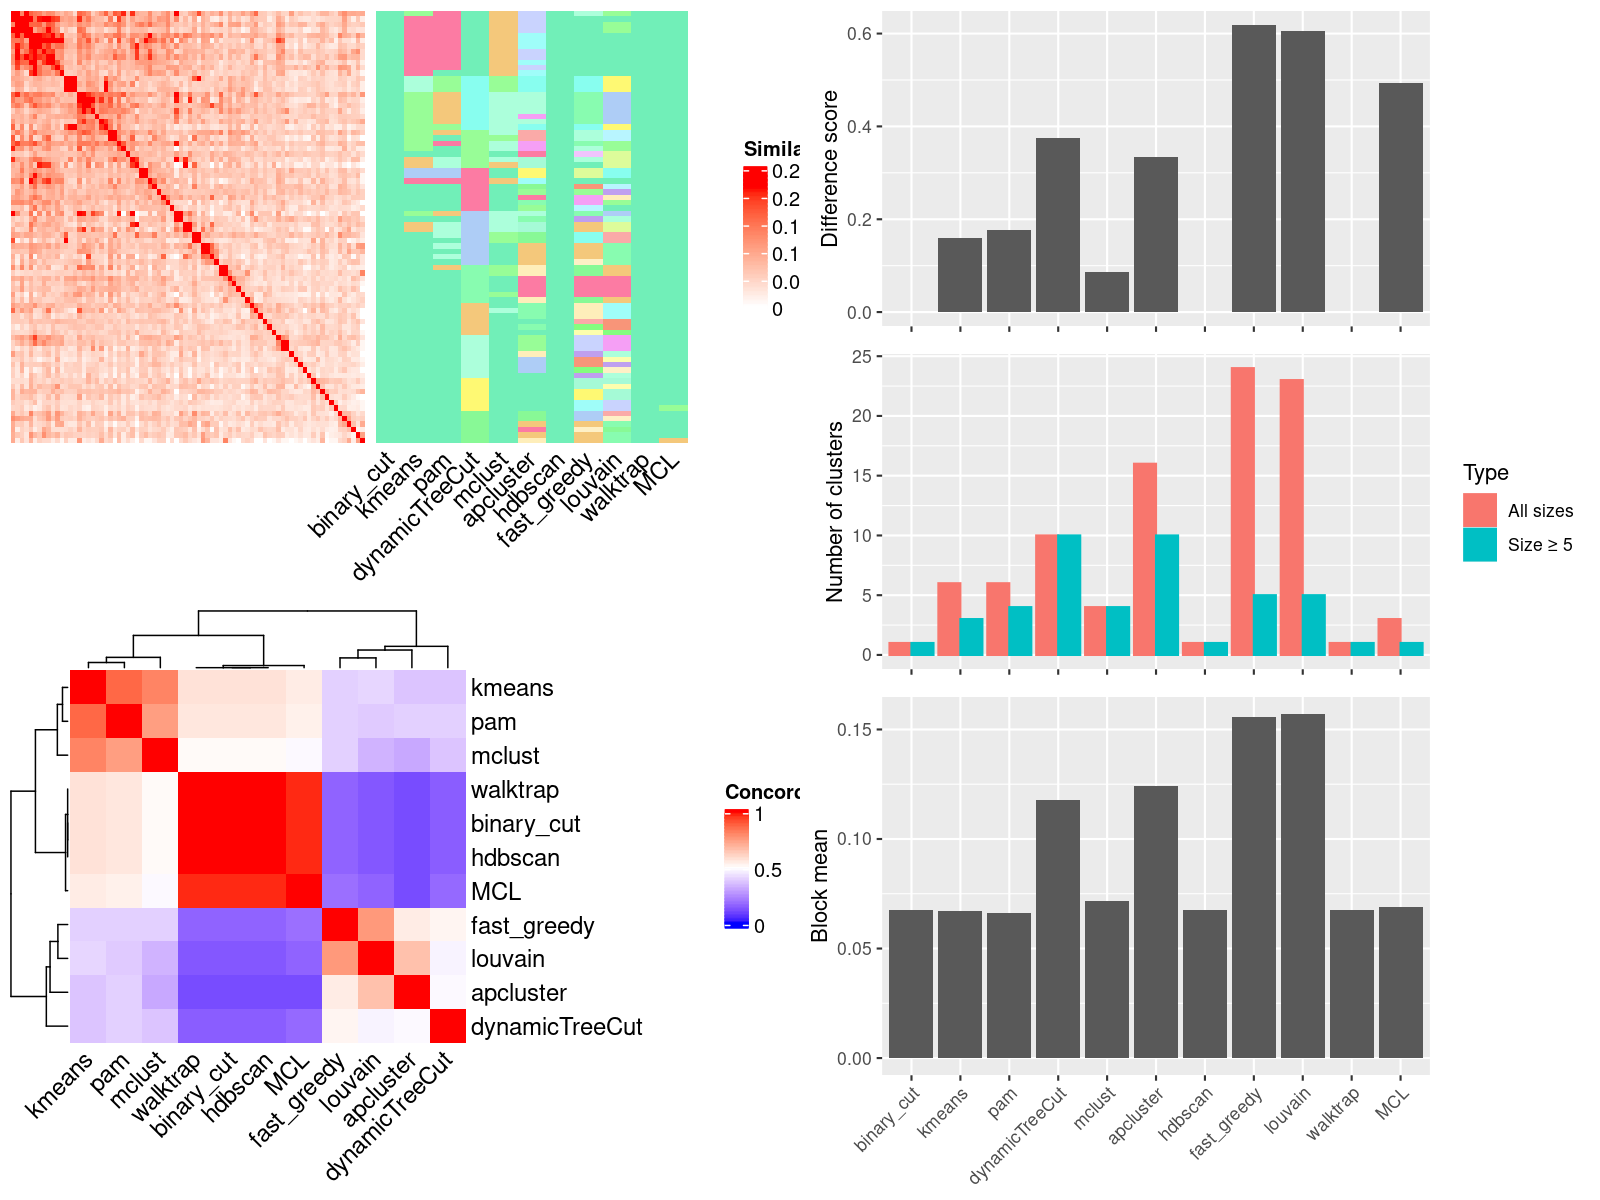 Simila
0.2
0.2
0.1
0.1
0.0
0
binary_cut
kmeans
pam
dynamicTreeCut
mclust
apcluster
hdbscan
fast_greedy
louvain
walktrap
MCL
kmeans
pam
mclust
walktrap
binary_cut
hdbscan
MCL
fast_greedy
louvain
apcluster
dynamicTreeCut
kmeans
pam
mclust
walktrap
binary_cut
hdbscan
MCL
fast_greedy
louvain
apcluster
dynamicTreeCut
Concord
1
0.5
0
Difference score
0.6
0.4
0.2
0.0
Number of clusters
25
20
15
10
5
0
Type
All sizes
Size ≥ 5
Block mean
0.15
0.10
0.05
0.00
binary_cut
kmeans
pam
dynamicTreeCut
mclust
apcluster
hdbscan
fast_greedy
louvain
walktrap
MCL